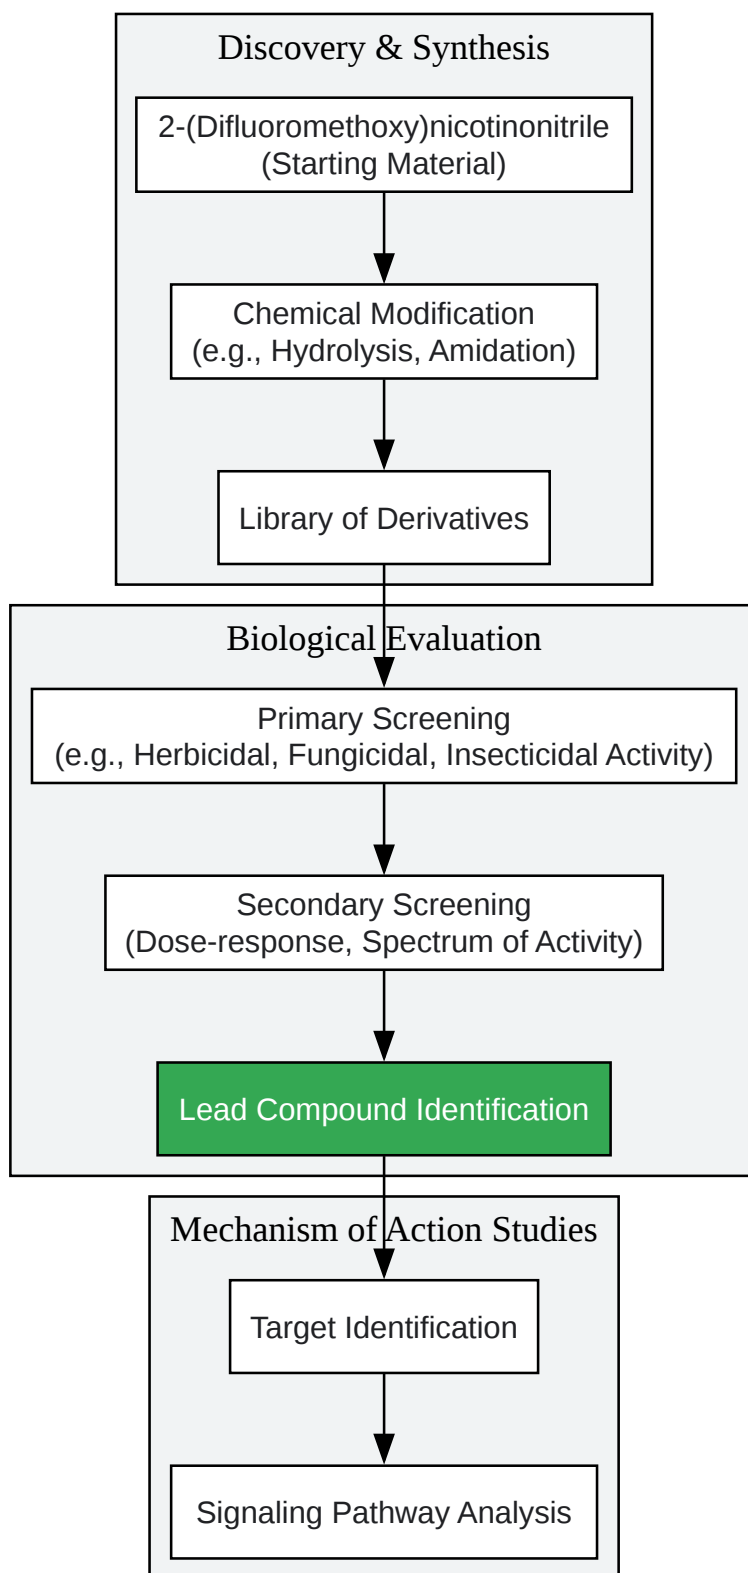 Discovery & Synthesis
2-(Difluoromethoxy)nicotinonitrile
(Starting Material)
Chemical Modification
(e.g., Hydrolysis, Amidation)
Library of Derivatives
Biological Evaluation
Primary Screening
(e.g., Herbicidal, Fungicidal, Insecticidal Activity)
Secondary Screening
(Dose-response, Spectrum of Activity)
Lead Compound Identification
Mechanism of Action Studies
Target Identification
Signaling Pathway Analysis